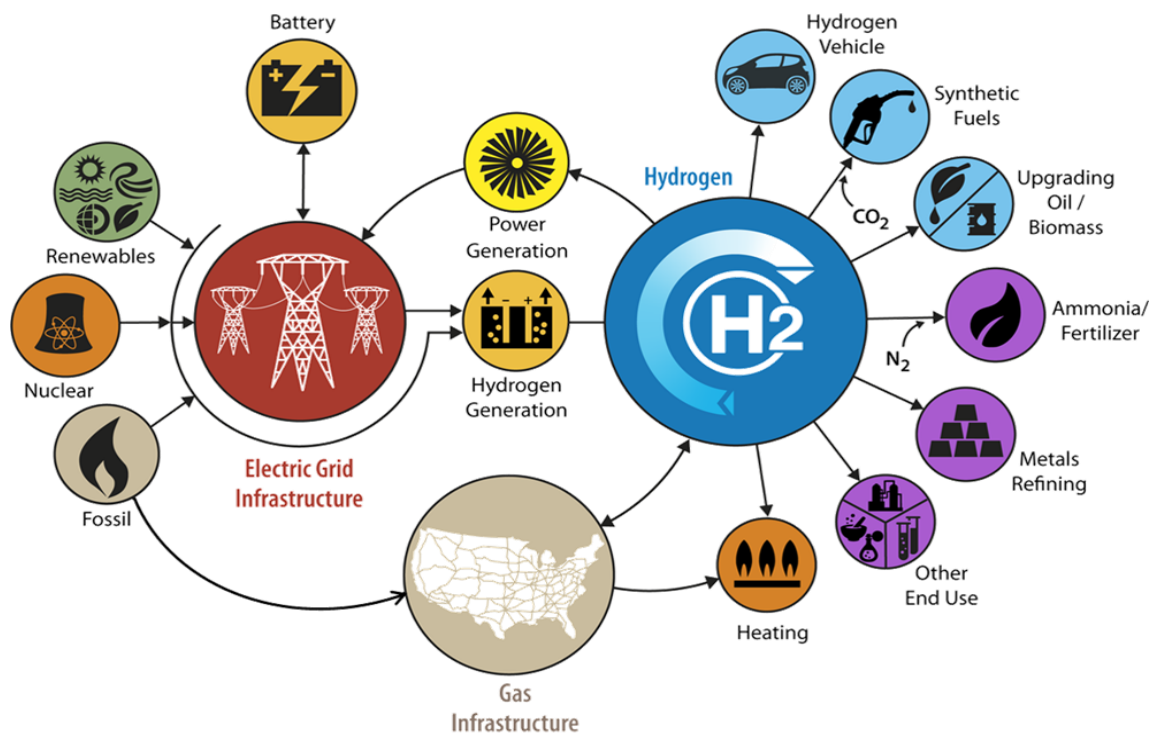 Battery
Hydrogen
Vehicle
Synthetic
Fuels
Renewables
Power
Generation
Hydrogen
CO2
Upgrading
Oil /
Biomass
H2
Nuclear
Hydrogen
Generation
N2
Ammonia/
Fertilizer
Electric Grid
Infrastructure
Fossil
Metals
Refining
Other
End Use
Heating
Gas
Infrastructure